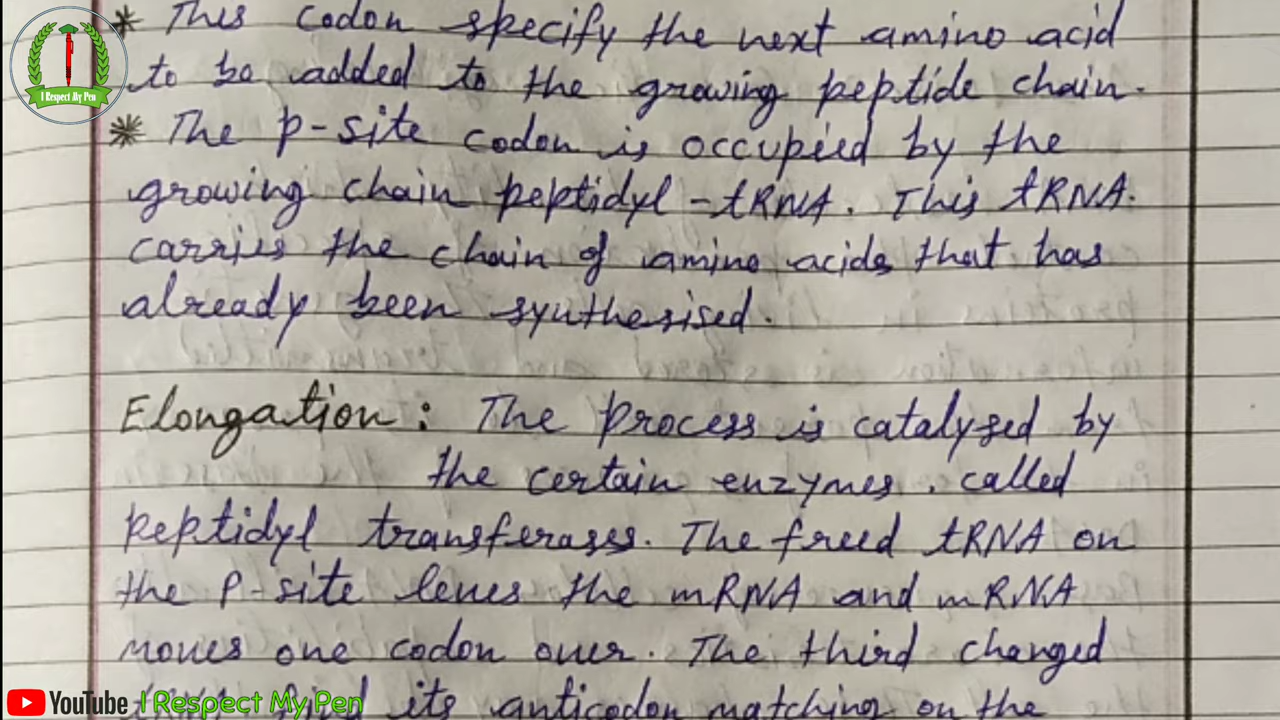 I Respect My Pen
* This codon specify the next amino acid
to be added to the growing peptide chain.
* The P-site codon is occupied by the
growing chain peptidyl-tRNA. This tRNA.
carries the chain of amino acids that has
already been synthesised.
Elongation: The process is catalyzed by
the certain enzymes, called
peptidyl transferases. The freed tRNA on
the P-site leves the mRNA and mRNA
moves one codon over. The third changed
its anticodon matching on the
YouTube I Respect My Pen